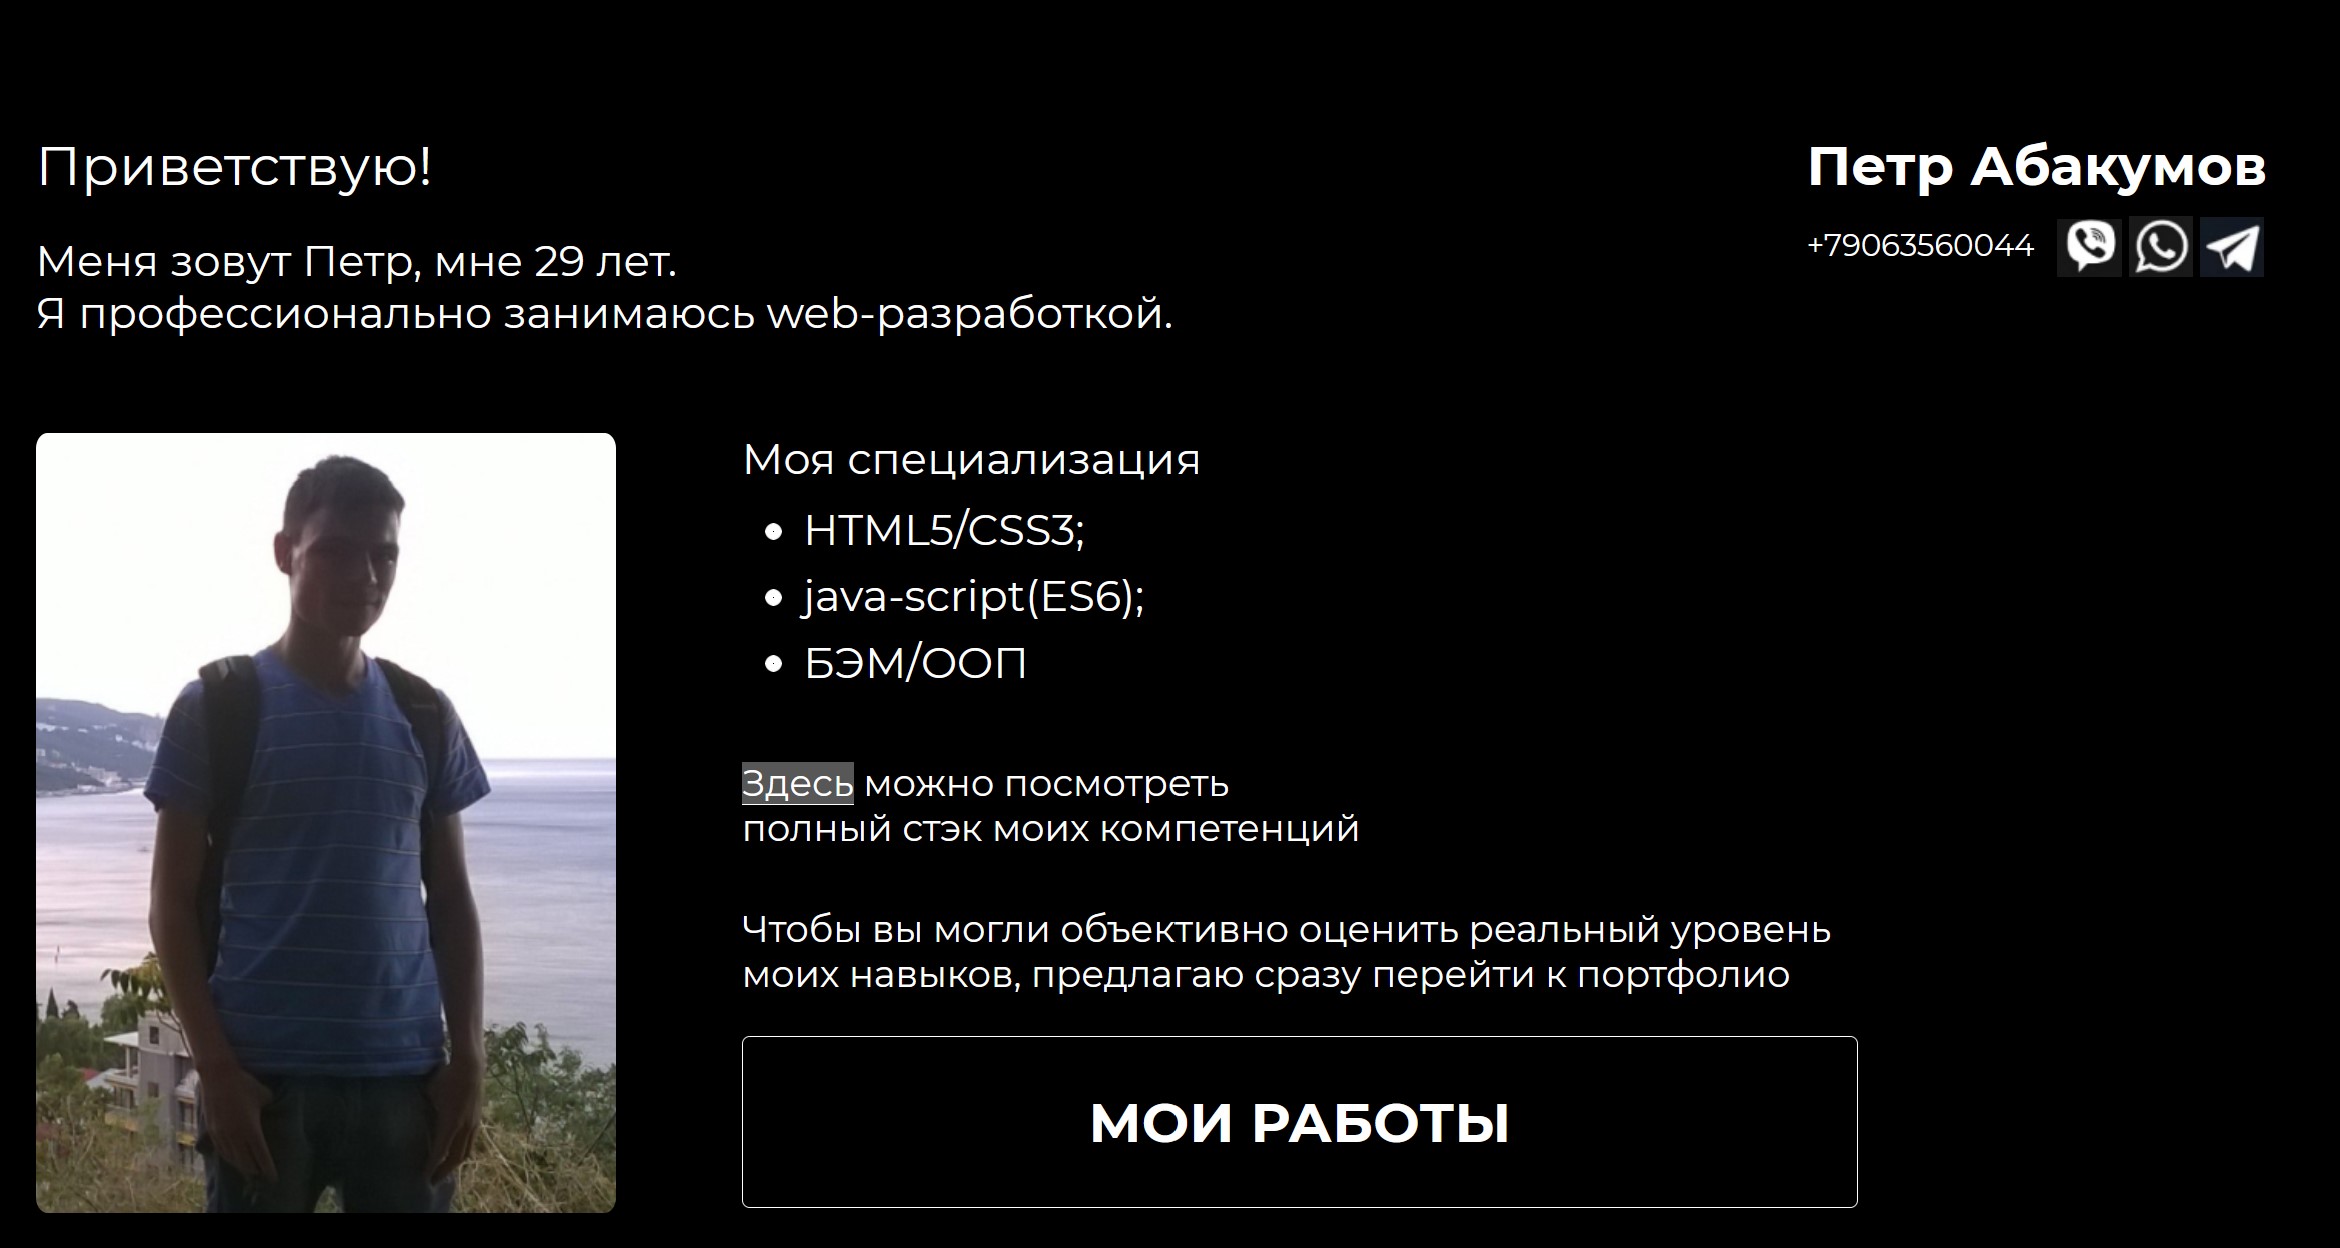 Приветствую!
Петр Абакумов
+79063560044
Меня зовут Петр, мне 29 лет.
Я профессионально занимаюсь web-разработкой.
Моя специализация
HTML5/CSS3;
java-script(ES6);
БЭМ/ООП
Здесь можно посмотреть
полный стэк моих компетенций
Чтобы вы могли объективно оценить реальный уровень
моих навыков, предлагаю сразу перейти к портфолио
МОИ РАБОТЫ